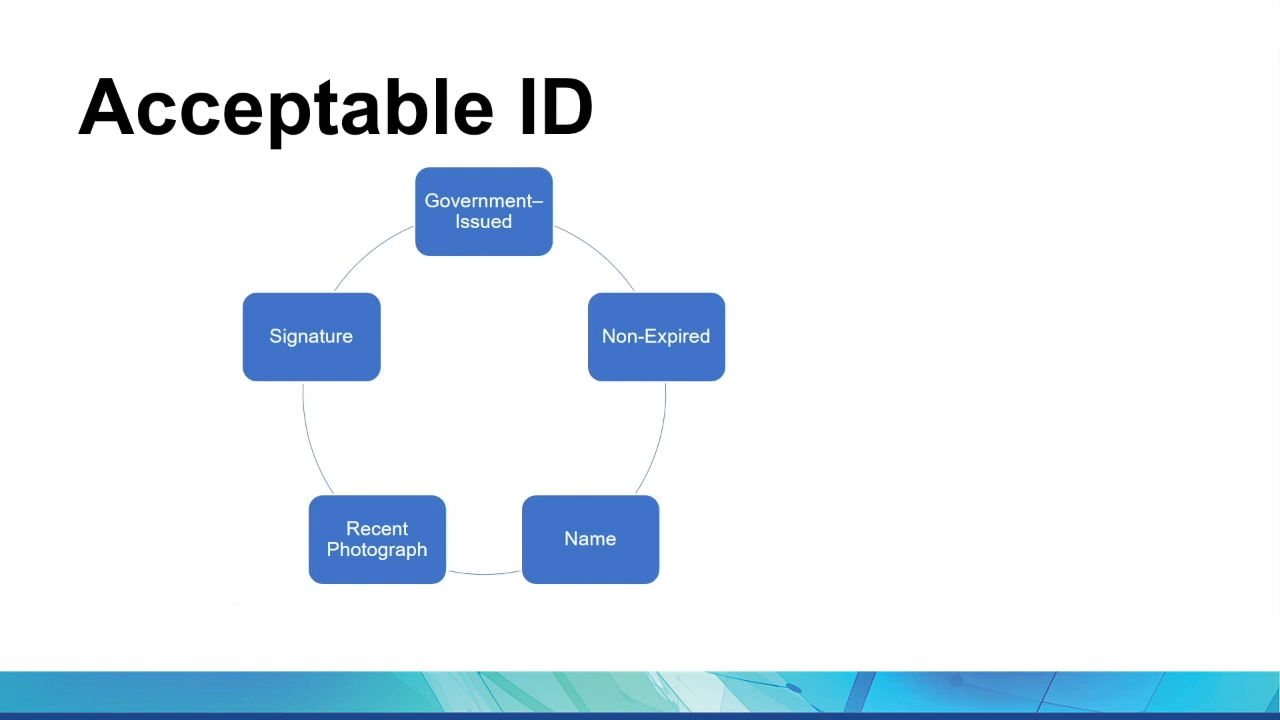 Acceptable ID
Government–
Issued
Non-Expired
Name
Recent
Photograph
Signature